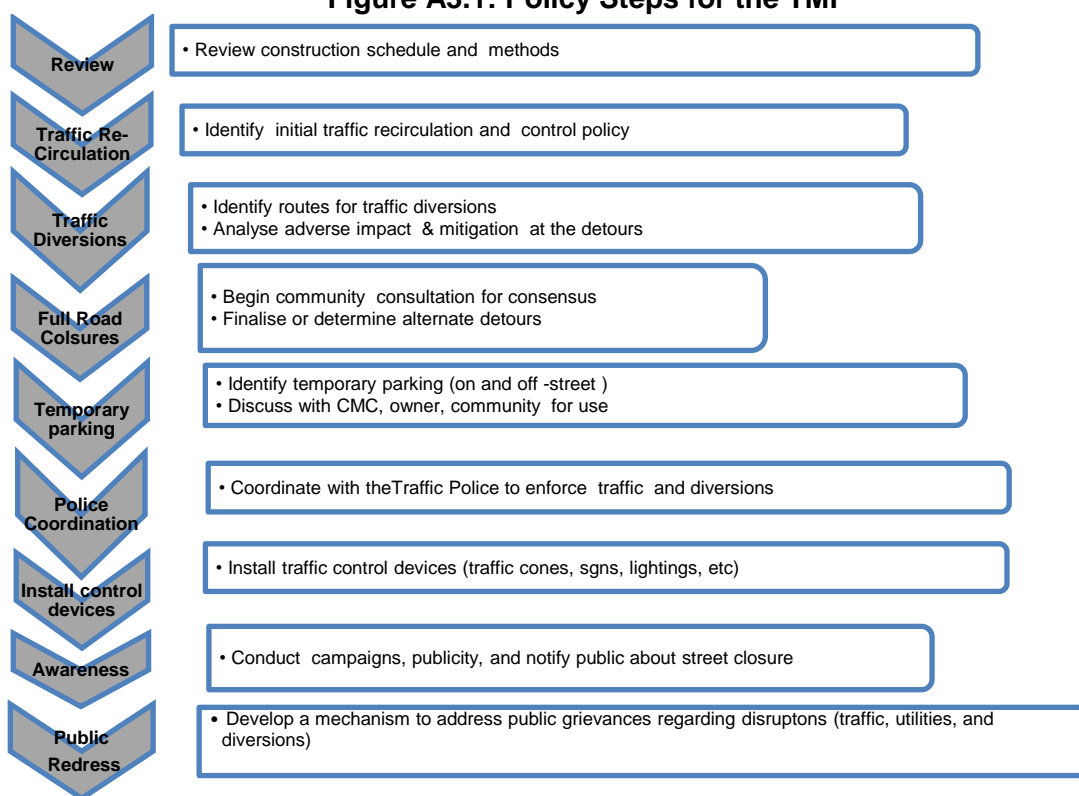 Figure A3.1: Policy Steps for the TMP
Review
• Review construction schedule and methods
Traffic Re-
Circulation
• Identify initial traffic recirculation and control policy
Traffic
Diversions
• Identify routes for traffic diversions
• Analyse adverse impact & mitigation at the detours
Full Road
Colsures
• Begin community consultation for consensus
• Finalise or determine alternate detours
Temporary
parking
• Identify temporary parking (on and off -street )
• Discuss with CMC, owner, community for use
Police
Coordination
• Coordinate with theTraffic Police to enforce traffic and diversions
Install control
devices
• Install traffic control devices (traffic cones, sgns, lightings, etc)
Awareness
• Conduct campaigns, publicity, and notify public about street closure
Public
Redress
• Develop a mechanism to address public grievances regarding disruptons (traffic, utilities, and
diversions)